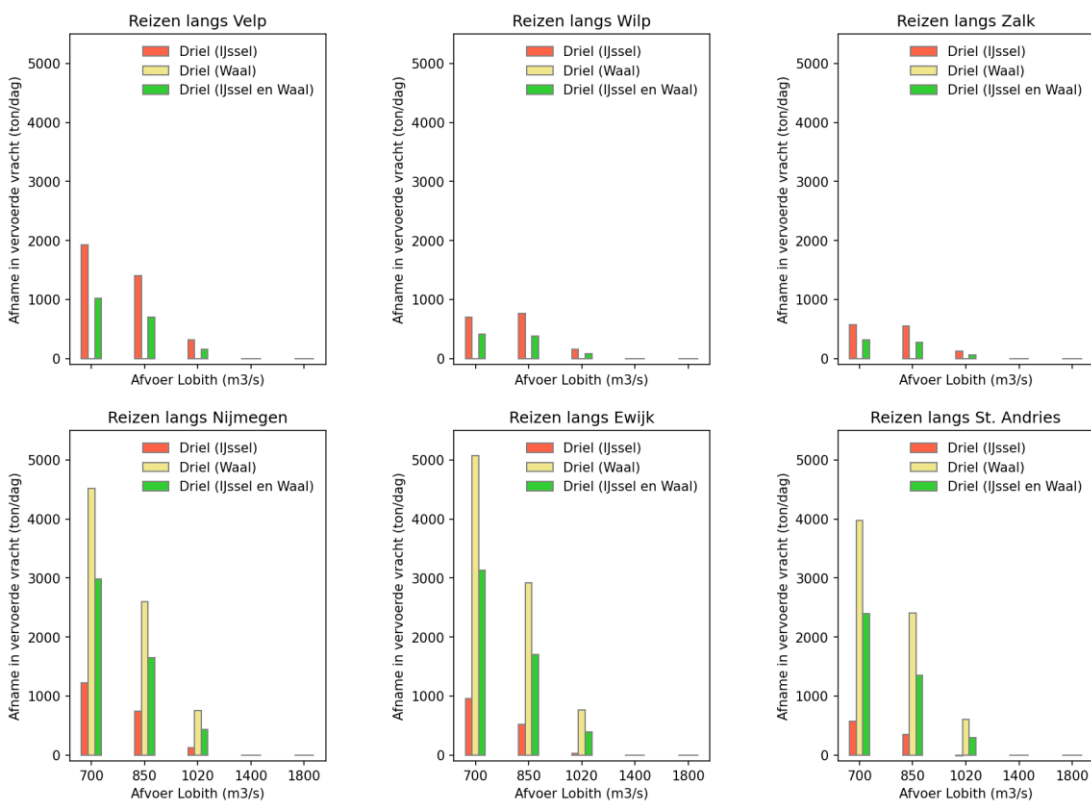 Reizen langs Velp
Afname in vervoerde vracht (ton/dag)
5000
4000
3000
2000
1000
0
Driel (IJssel)
Driel (Waal)
Driel (IJssel en Waal)
Afvoer Lobith (m3/s)
Reizen langs Wilp
Afname in vervoerde vracht (ton/dag)
5000
4000
3000
2000
1000
0
Driel (IJssel)
Driel (Waal)
Driel (IJssel en Waal)
Afvoer Lobith (m3/s)
Reizen langs Zalk
Afname in vervoerde vracht (ton/dag)
5000
4000
3000
2000
1000
0
Driel (IJssel)
Driel (Waal)
Driel (IJssel en Waal)
Afvoer Lobith (m3/s)
Reizen langs Nijmegen
Afname in vervoerde vracht (ton/dag)
5000
4000
3000
2000
1000
0
Driel (IJssel)
Driel (Waal)
Driel (IJssel en Waal)
700 850 1020 1400 1800
Afvoer Lobith (m3/s)
Reizen langs Ewijk
Afname in vervoerde vracht (ton/dag)
5000
4000
3000
2000
1000
0
Driel (IJssel)
Driel (Waal)
Driel (IJssel en Waal)
700 850 1020 1400 1800
Afvoer Lobith (m3/s)
Reizen langs St. Andries
Afname in vervoerde vracht (ton/dag)
5000
4000
3000
2000
1000
0
Driel (IJssel)
Driel (Waal)
Driel (IJssel en Waal)
700 850 1020 1400 1800
Afvoer Lobith (m3/s)